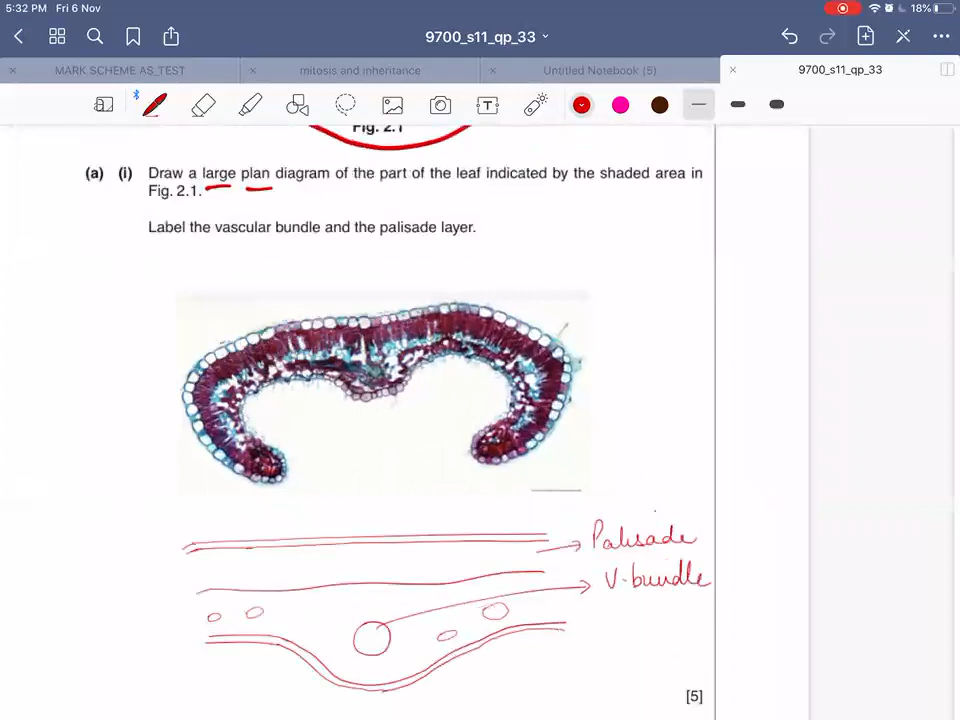 5:32 PM Fri 6 Nov
18%
9700_s11_qp_33
MARK SCHEME AS_TEST
mitosis and inheritance
Untitled Notebook (5)
9700_s11_qp_33
Fig. 2.1
(a) (i) Draw a large plan diagram of the part of the leaf indicated by the shaded area in
Fig. 2.1.
Label the vascular bundle and the palisade layer.
Palisade
V.bundle
[5]